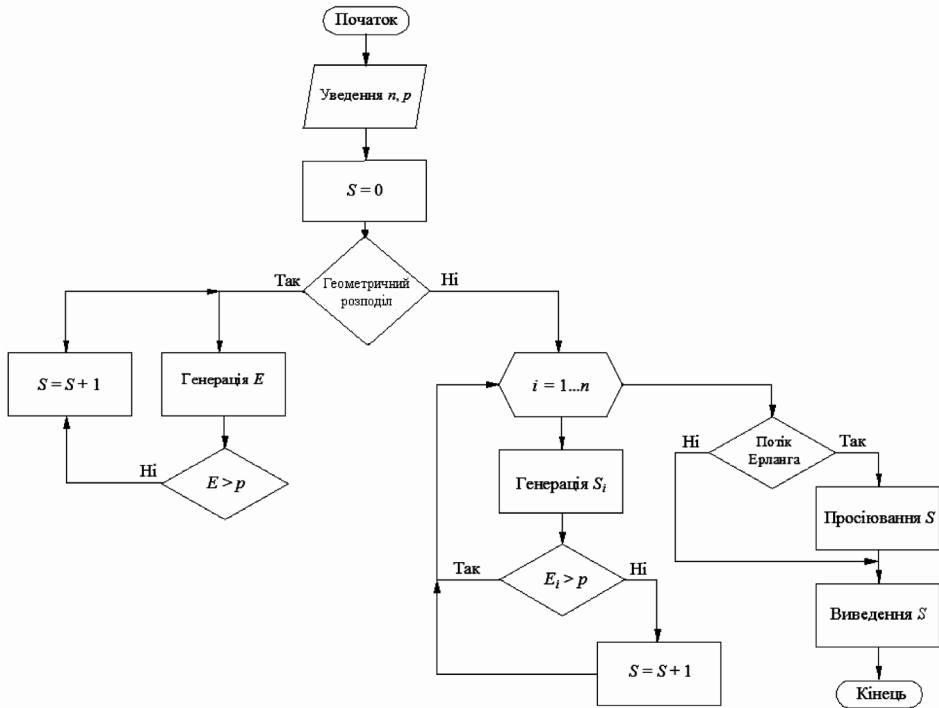 Початок
Уведення n, p
S = 0
Геометричний
розподіл
Так
Ні
S = S + 1
Генерація E
Ні
E > p
i = 1...n
Генерація Si
Так
Ei > p
Ні
S = S + 1
Ні
Потік
Ерланга
Так
Просіювання S
Виведення S
Кінець